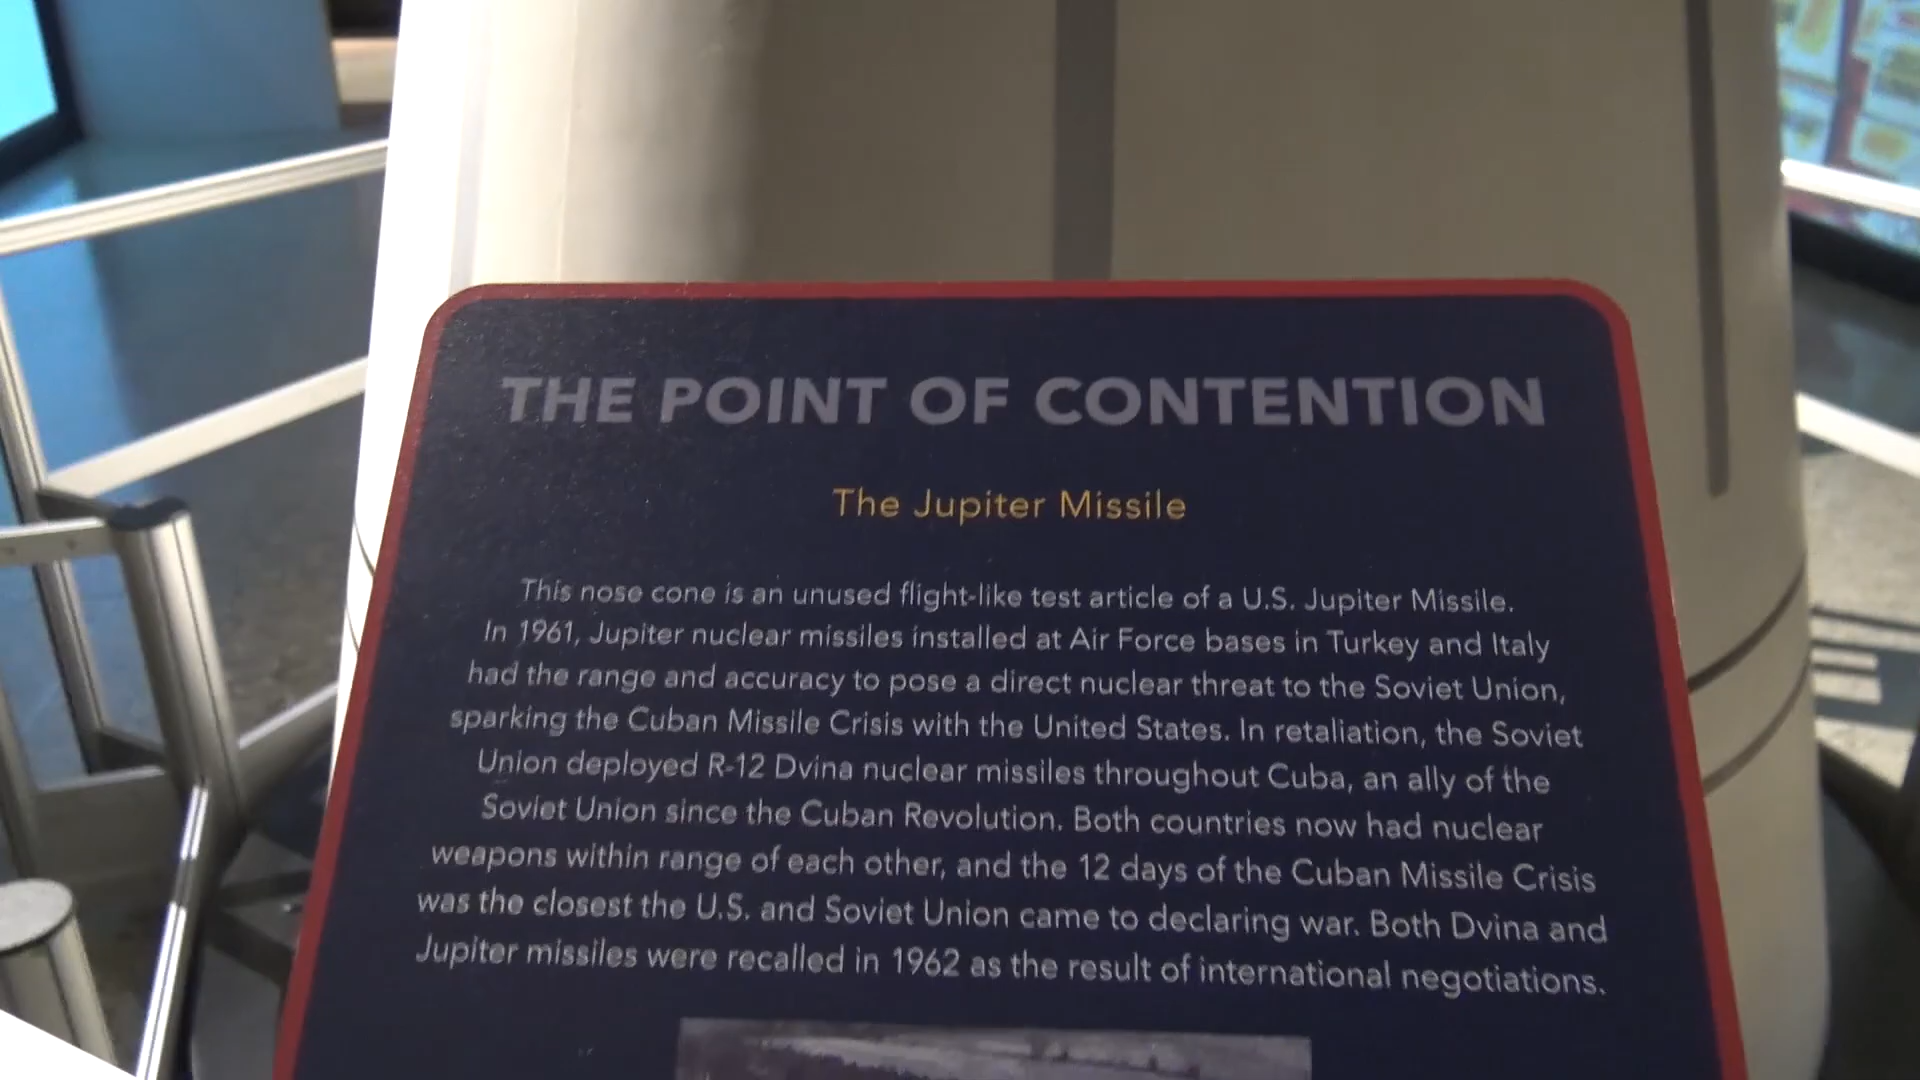 THE POINT OF CONTENTION
The Jupiter Missile
This nose cone is an unused flight-like test article of a U.S. Jupiter Missile.
In 1961, Jupiter nuclear missiles installed at Air Force bases in Turkey and Italy
had the range and accuracy to pose a direct nuclear threat to the Soviet Union,
sparking the Cuban Missile Crisis with the United States. In retaliation, the Soviet
Union deployed R-12 Dvina nuclear missiles throughout Cuba, an ally of the
Soviet Union since the Cuban Revolution. Both countries now had nuclear
weapons within range of each other, and the 12 days of the Cuban Missile Crisis
was the closest the U.S. and Soviet Union came to declaring war. Both Dvina and
Jupiter missiles were recalled in 1962 as the result of international negotiations.